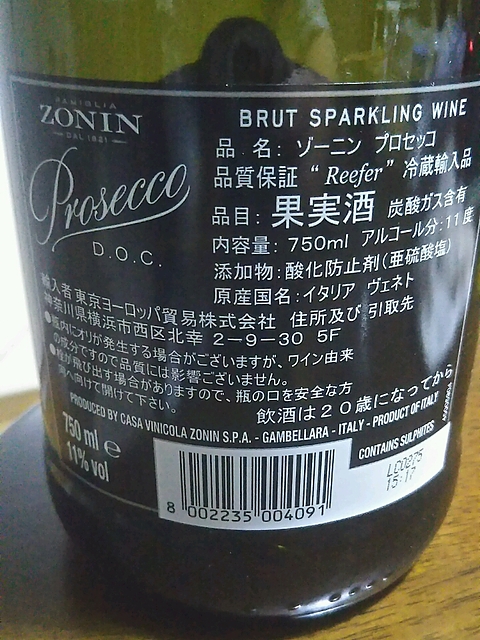 FAMIGLIA
ZONIN
DAL 1821
Prosecco
D.O.C.
BRUT SPARKLING WINE
品 名: ゾーニン プロセッコ
品質保証 “Reefer” 冷蔵輸入品
品目: 果実酒 炭酸ガス含有
内容量: 750ml アルコール分: 11度
添加物: 酸化防止剤(亜硫酸塩)
原産国名: イタリア ヴェネト
輸入者 東京ヨーロッパ貿易株式会社 住所及び引取先
神奈川県横浜市西区北幸 2-9-30 5F
●瓶内にオリが発生する場合がございますが、ワイン由来
の成分ですので品質には影響ございません。
●栓が飛び出す場合がありますので、瓶の口を安全な方
向へ向けて開けて下さい。
飲酒は20歳になってから
PRODUCED BY CASA VINICOLA ZONIN S.P.A. - GAMBELLARA - ITALY - PRODUCT OF ITALY
750 ml e
11% vol
CONTAINS SULPHITES
8 002235 004091
15:17